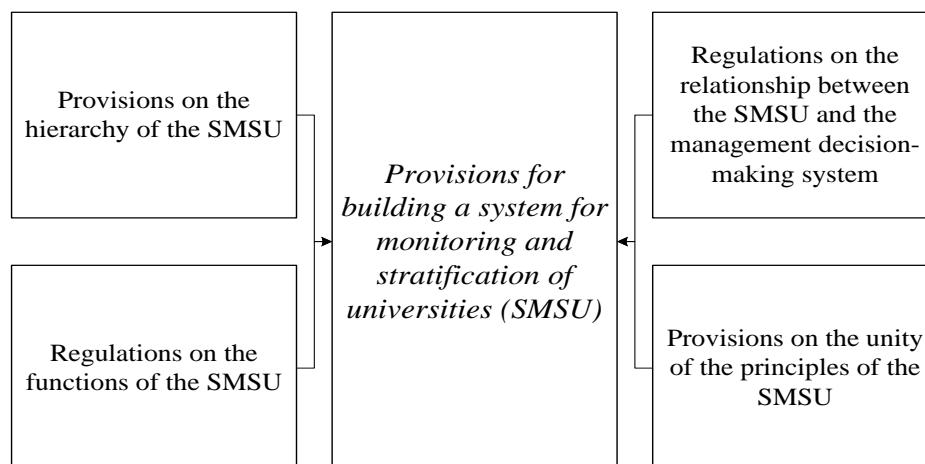 Provisions on the
hierarchy of the SMSU
Regulations on the
functions of the SMSU
Provisions for
building a system for
monitoring and
stratification of
universities (SMSU)
Regulations on the
relationship between
the SMSU and the
management decision-
making system
Provisions on the unity
of the principles of the
SMSU